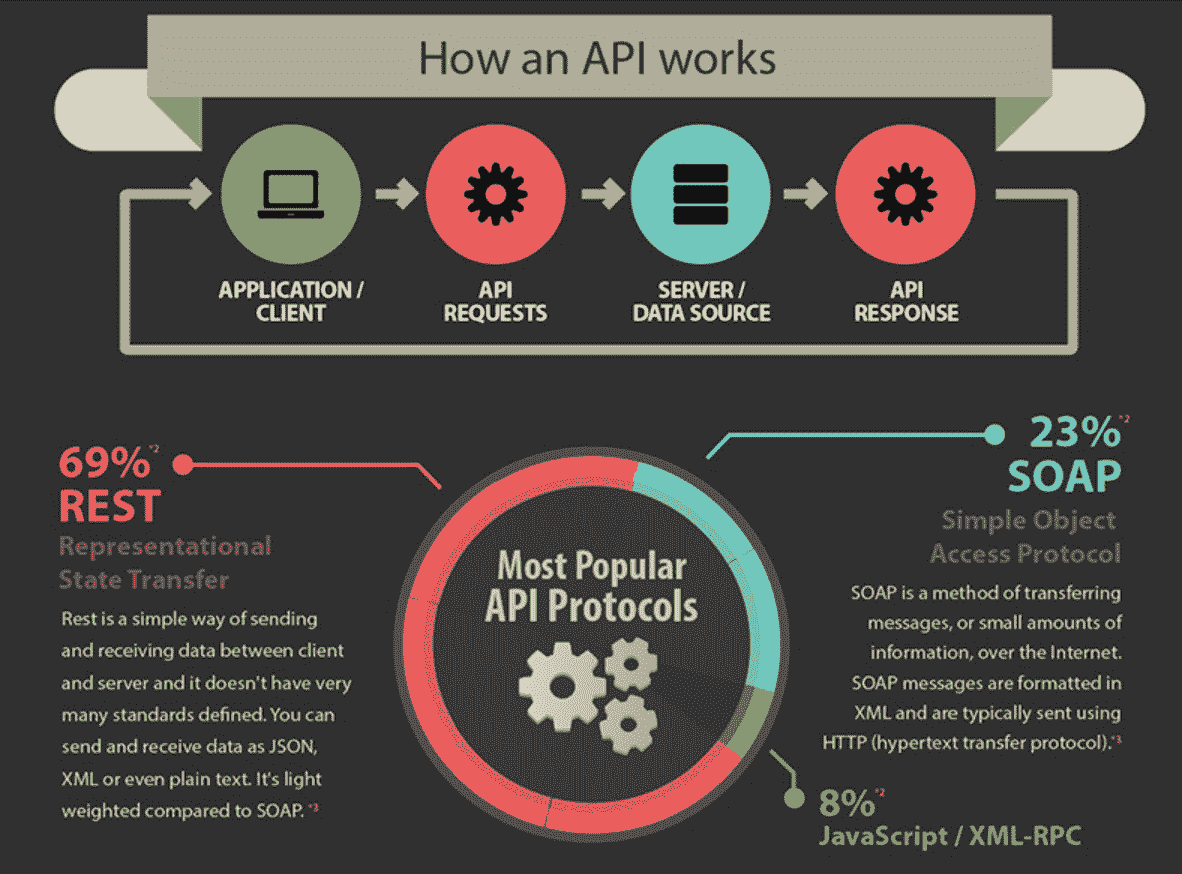 How an API works
APPLICATION /
CLIENT
API
REQUESTS
SERVER /
DATA SOURCE
API
RESPONSE
69%*2
REST
Representational
State Transfer
Rest is a simple way of sending
and receiving data between client
and server and it doesn't have very
many standards defined. You can
send and receive data as JSON,
XML or even plain text. It's light
weighted compared to SOAP. *3
Most Popular
API Protocols
23%*2
SOAP
Simple Object
Access Protocol
SOAP is a method of transferring
messages, or small amounts of
information, over the Internet.
SOAP messages are formatted in
XML and are typically sent using
HTTP (hypertext transfer protocol).*3
8%*2
JavaScript / XML-RPC